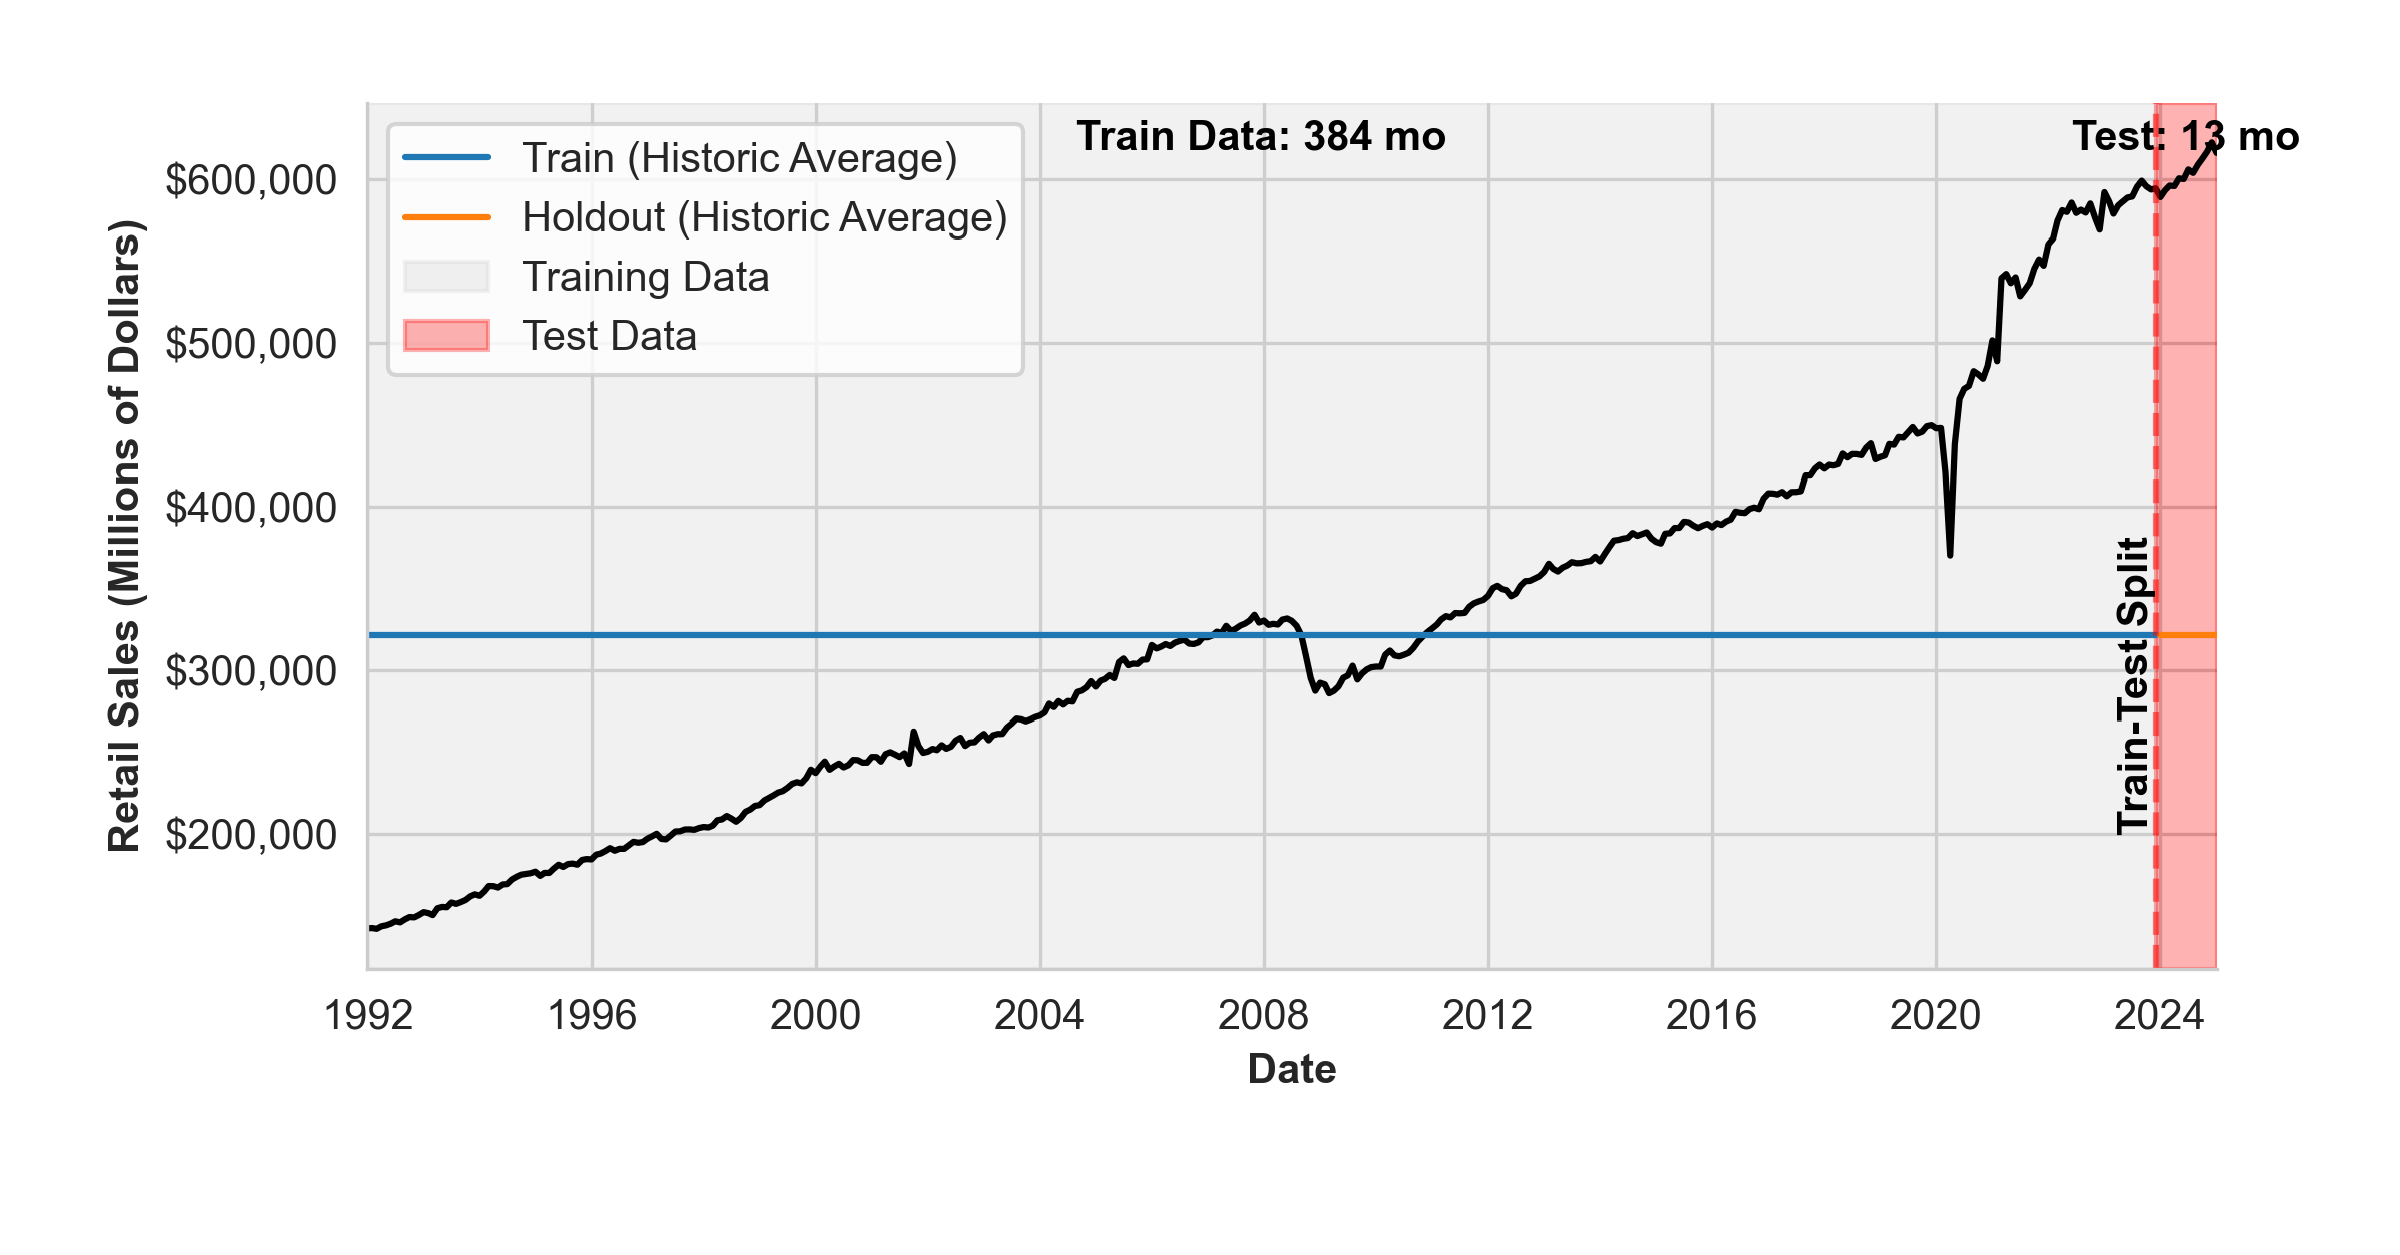 Train Data: 384 mo
Test: 13 mo
Train (Historic Average)
Holdout (Historic Average)
Training Data
Test Data
Retail Sales (Millions of Dollars)
$600,000
$500,000
$400,000
$300,000
$200,000
Train-Test Split
1992 1996 2000 2004 2008 2012 2016 2020 2024
Date